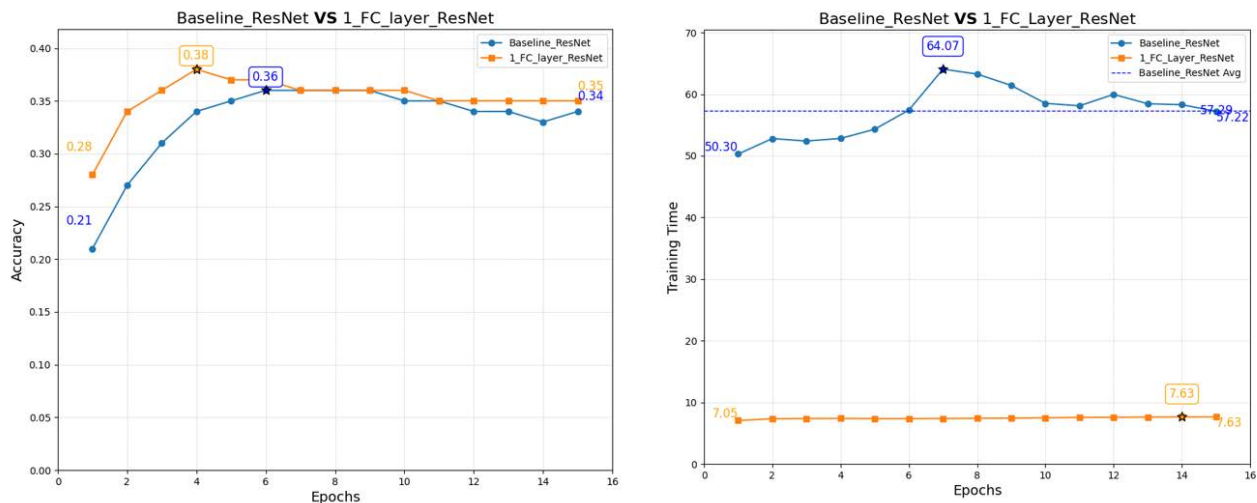 Baseline_ResNet VS 1_FC_layer_ResNet
Baseline_ResNet
1_FC_layer_ResNet
0.40
0.35
0.30
0.25
0.20
0.15
0.10
0.05
0.00
Accuracy
0.38
0.36
0.28
0.21
0.35
0.34
0 2 4 6 8 10 12 14 16
Epochs
Baseline_ResNet VS 1_FC_Layer_ResNet
Baseline_ResNet
1_FC_Layer_ResNet
Baseline_ResNet Avg
70
60
50
40
30
20
10
0
Training Time
64.07
57.29
57.22
50.30
7.63
7.05
7.63
0 2 4 6 8 10 12 14 16
Epochs